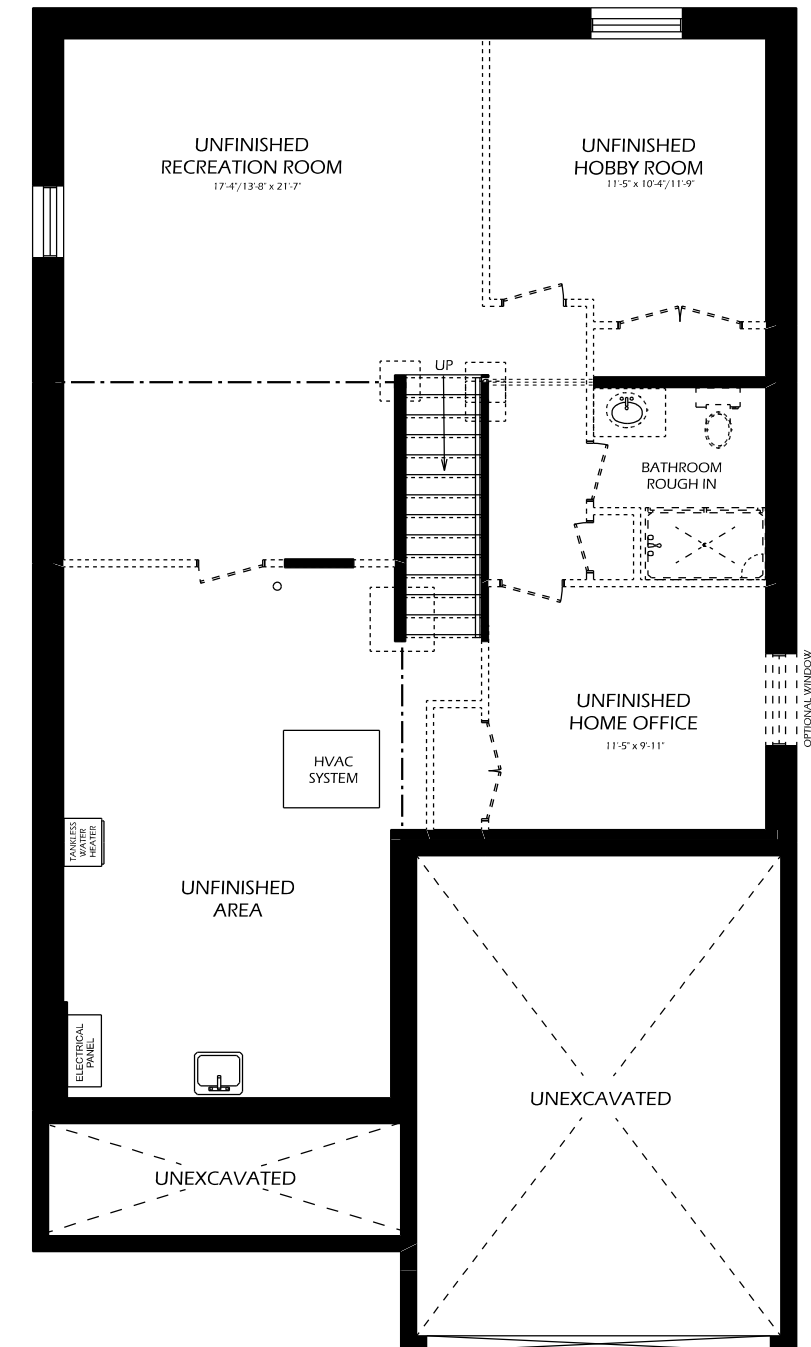 UNFINISHED
RECREATION ROOM
17'-4"/13'-8" x 21'-7"
UNFINISHED
HOBBY ROOM
11'-5" x 10'-4"/11'-9"
UP
BATHROOM
ROUGH IN
UNFINISHED
HOME OFFICE
11'-5" x 9'-11"
OPTIONAL WINDOW
HVAC
SYSTEM
TANKLESS
WATER
HEATER
UNFINISHED
AREA
ELECTRICAL
PANEL
UNEXCAVATED
UNEXCAVATED